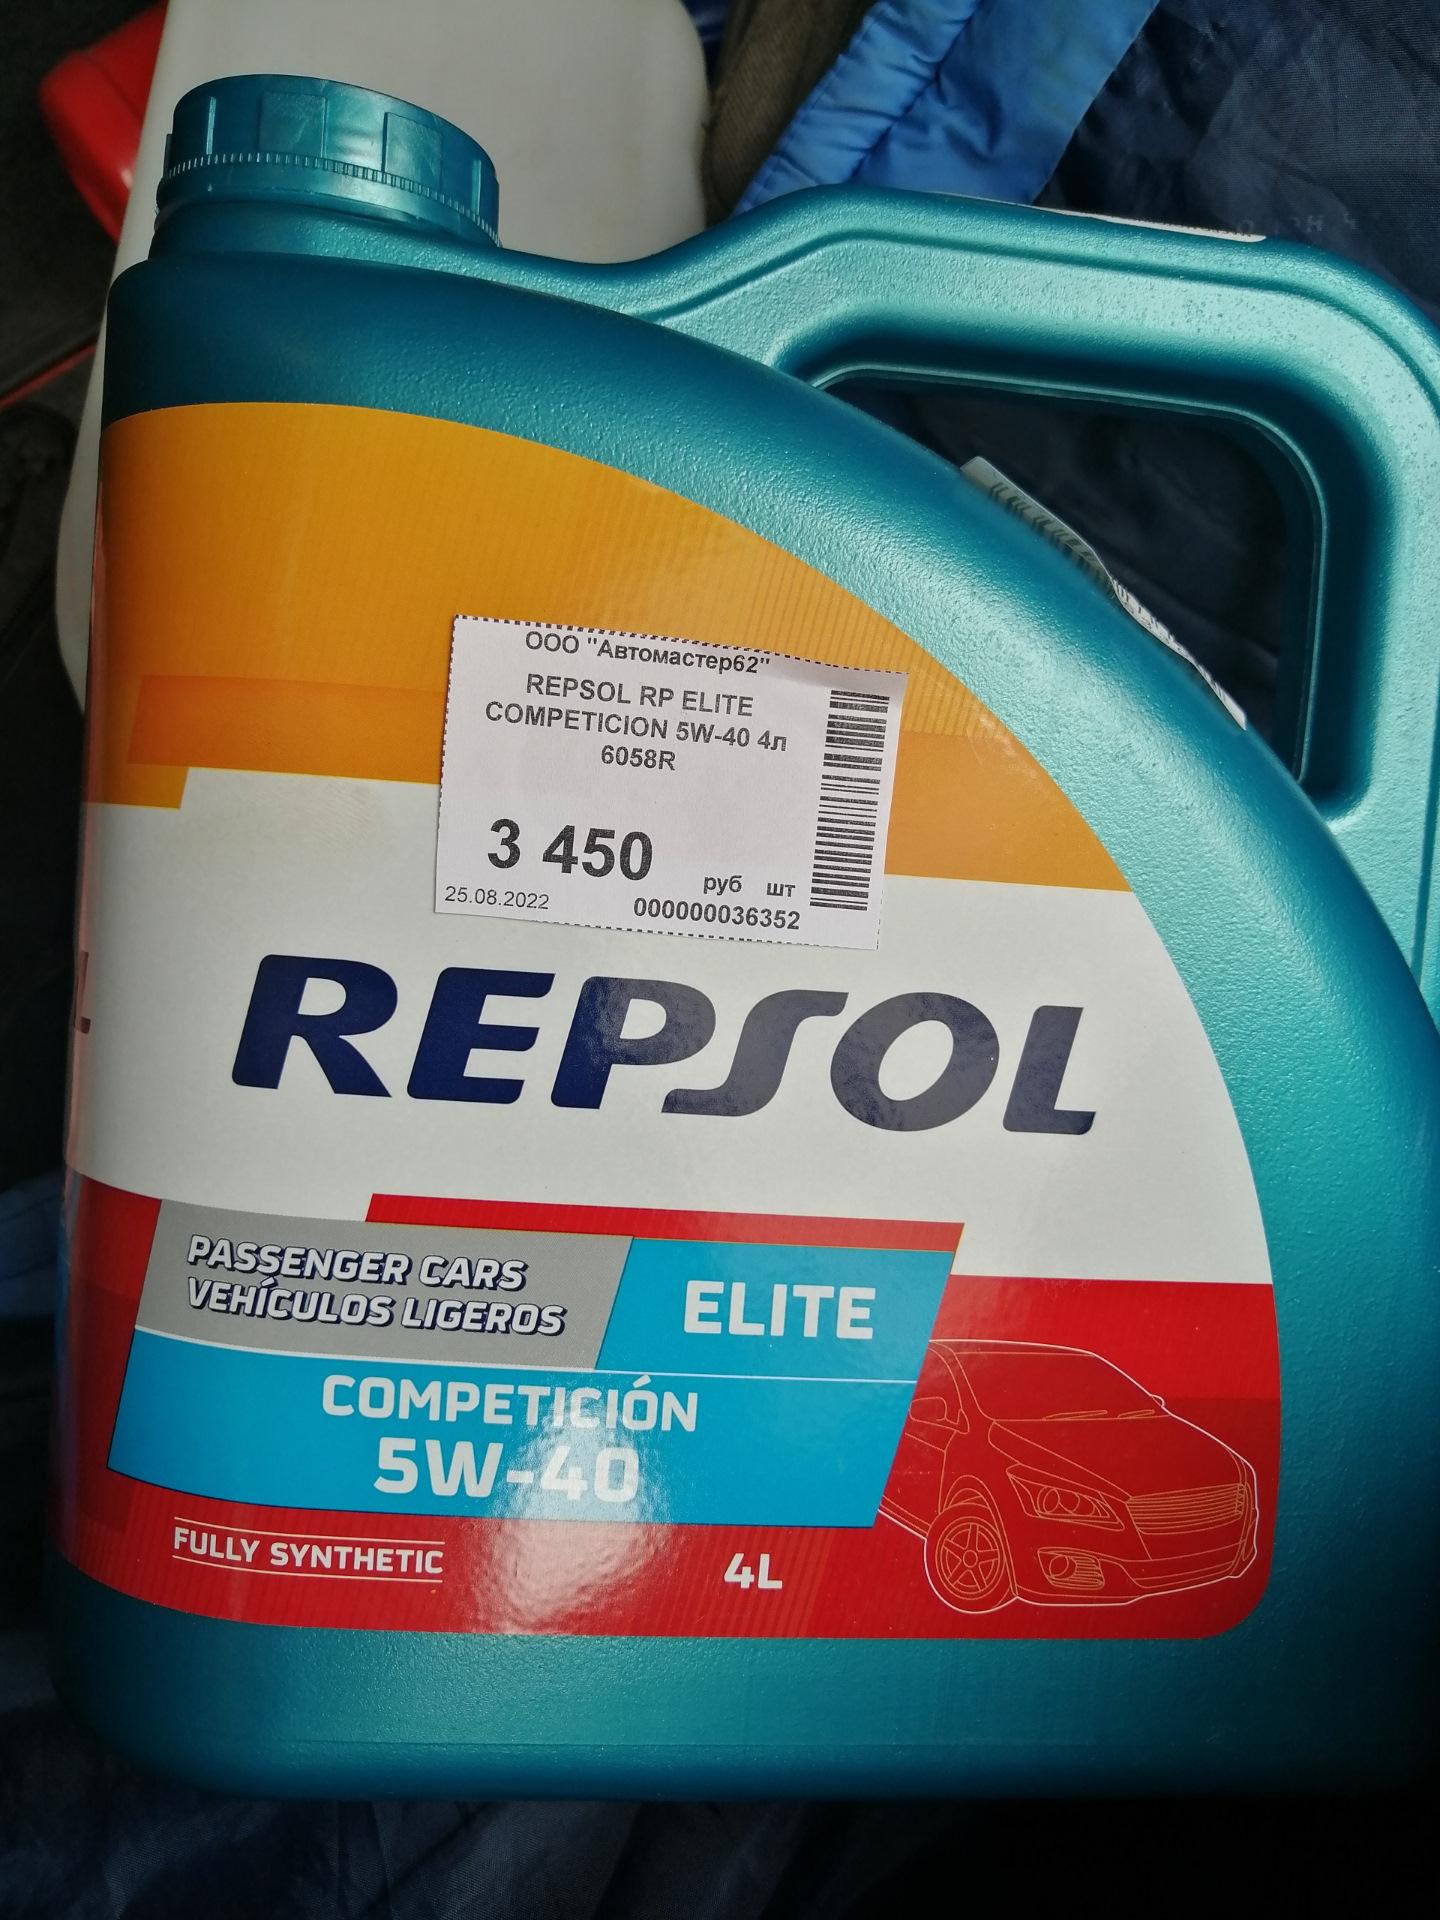 ООО "Автомастер62"
REPSOL RP ELITE
COMPETICION 5W-40 4л
6058R
3 450 руб шт
25.08.2022 000000036352
REPSOL
PASSENGER CARS
VEHÍCULOS LIGEROS
ELITE
COMPETICIÓN
5W-40
FULLY SYNTHETIC
4L